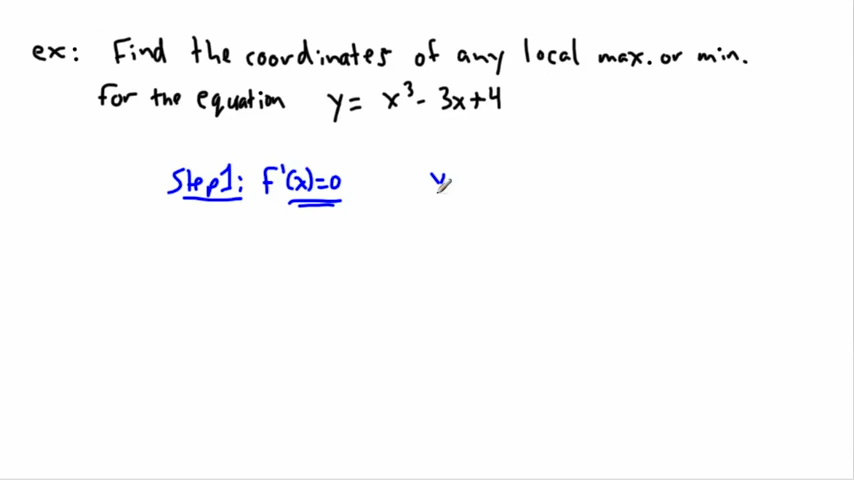 ex: Find the coordinates of any local max. or min.
for the equation y = x³ - 3x + 4
Step 1: f'(x)=0 y